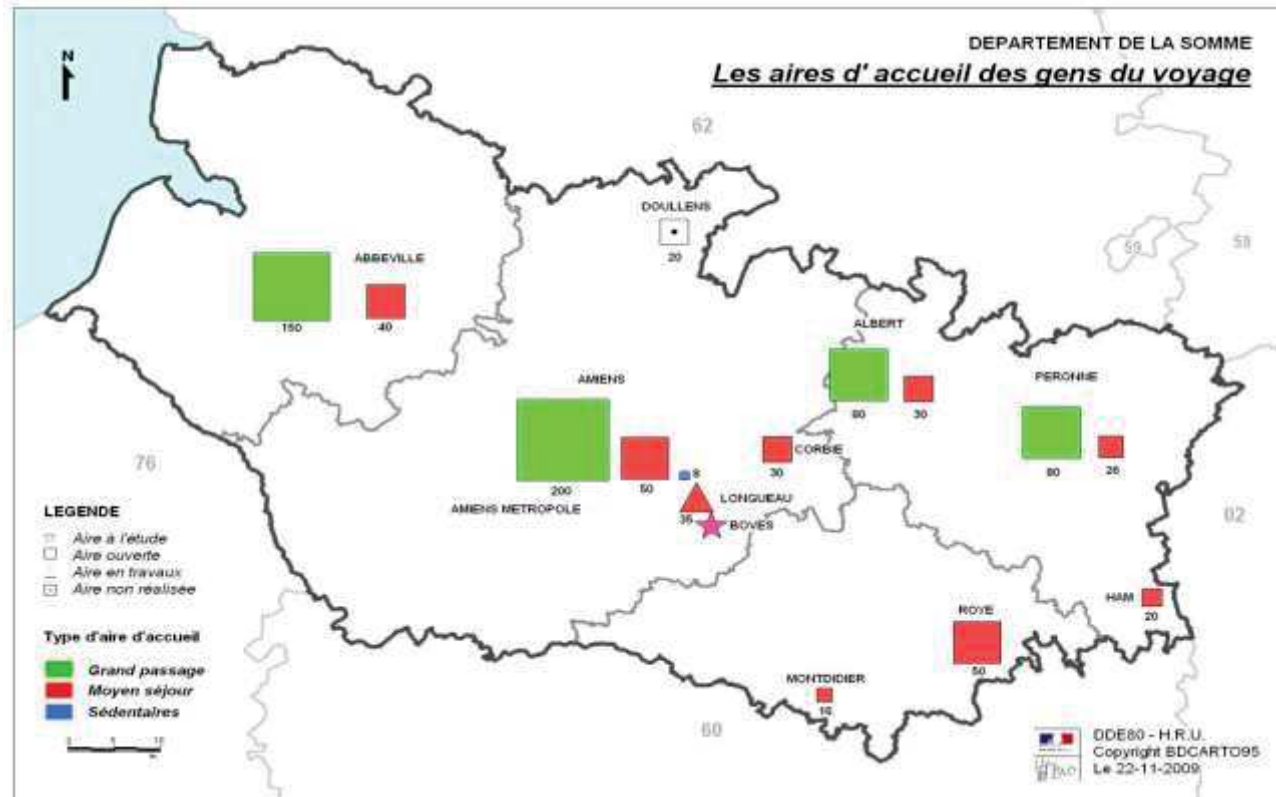 DEPARTEMENT DE LA SOMME
Les aires d' accueil des gens du voyage
N
62
59
59
DOULLENS
20
ABBEVILLE
150
40
ALBERT
80
30
PERONNE
80
26
AMIENS
200
50
8
AMIENS METROPOLE
CORBIE
30
LONGUEAU
36
BOVES
76
02
HAM
20
ROYE
50
MONTDIDIER
60
LEGENDE
Aire à l'étude
Aire ouverte
Aire en travaux
Aire non réalisée
Type d'aire d'accueil
Grand passage
Moyen séjour
Sédentaires
0 5 10
DDE80 - H.R.U.
Copyright BDCARTO95
Le 22-11-2009